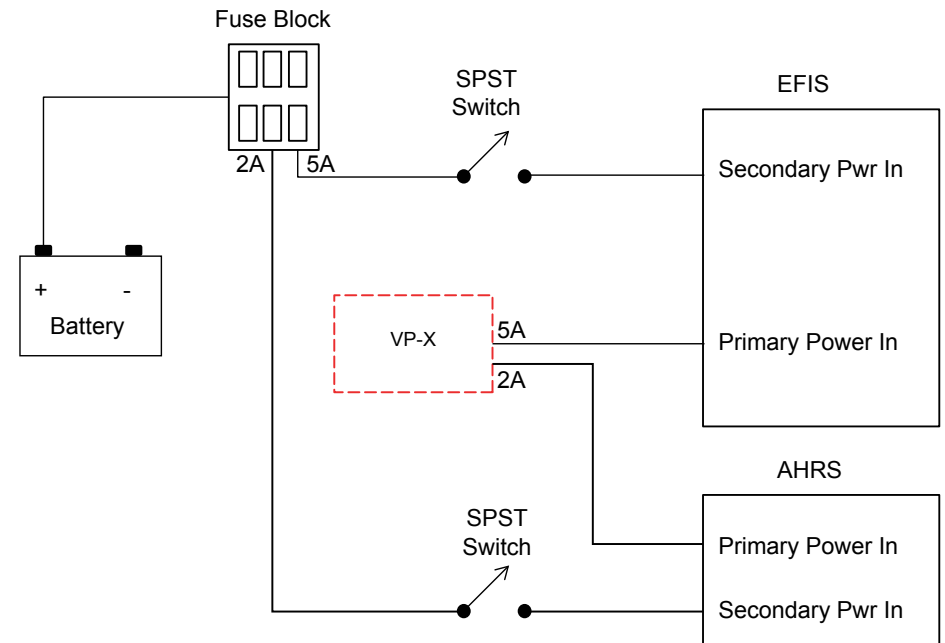 Fuse Block
SPST
Switch
EFIS
2A
5A
Secondary Pwr In
+
-
Battery
VP-X
5A
Primary Power In
2A
AHRS
SPST
Switch
Primary Power In
Secondary Pwr In